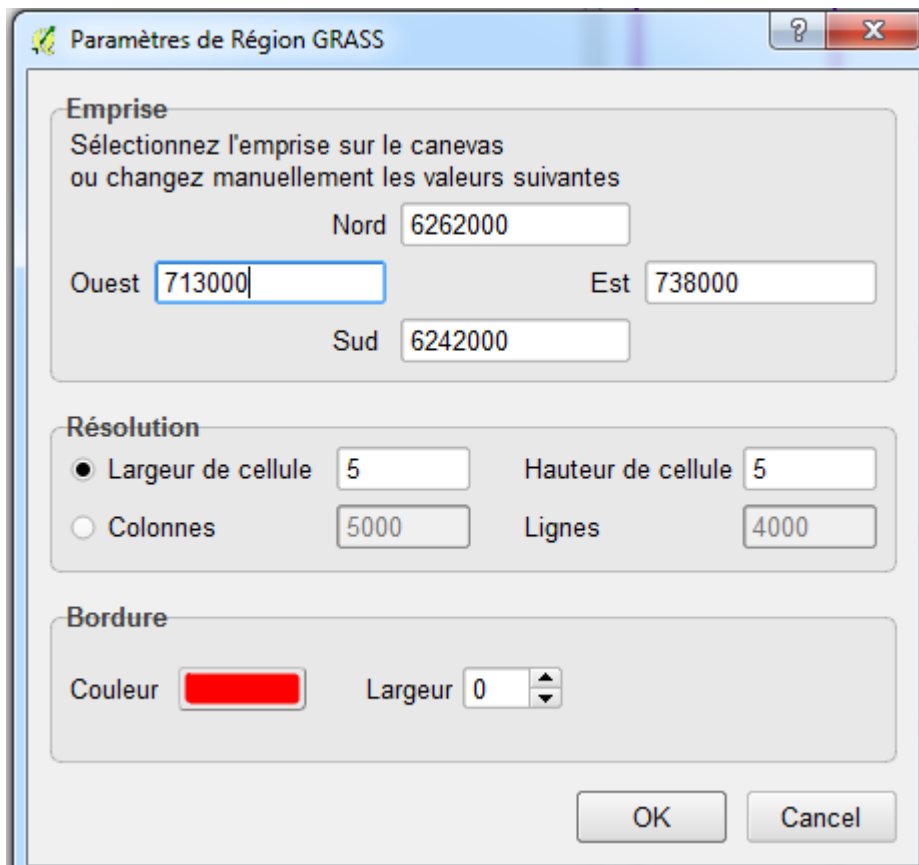 Paramètres de Région GRASS
?
Emprise
Sélectionnez l'emprise sur le canevas
ou changez manuellement les valeurs suivantes
Nord 6262000
Ouest 713000 Est 738000
Sud 6242000
Résolution
Largeur de cellule 5 Hauteur de cellule 5
Colonnes 5000 Lignes 4000
Bordure
Couleur Largeur 0
OK Cancel